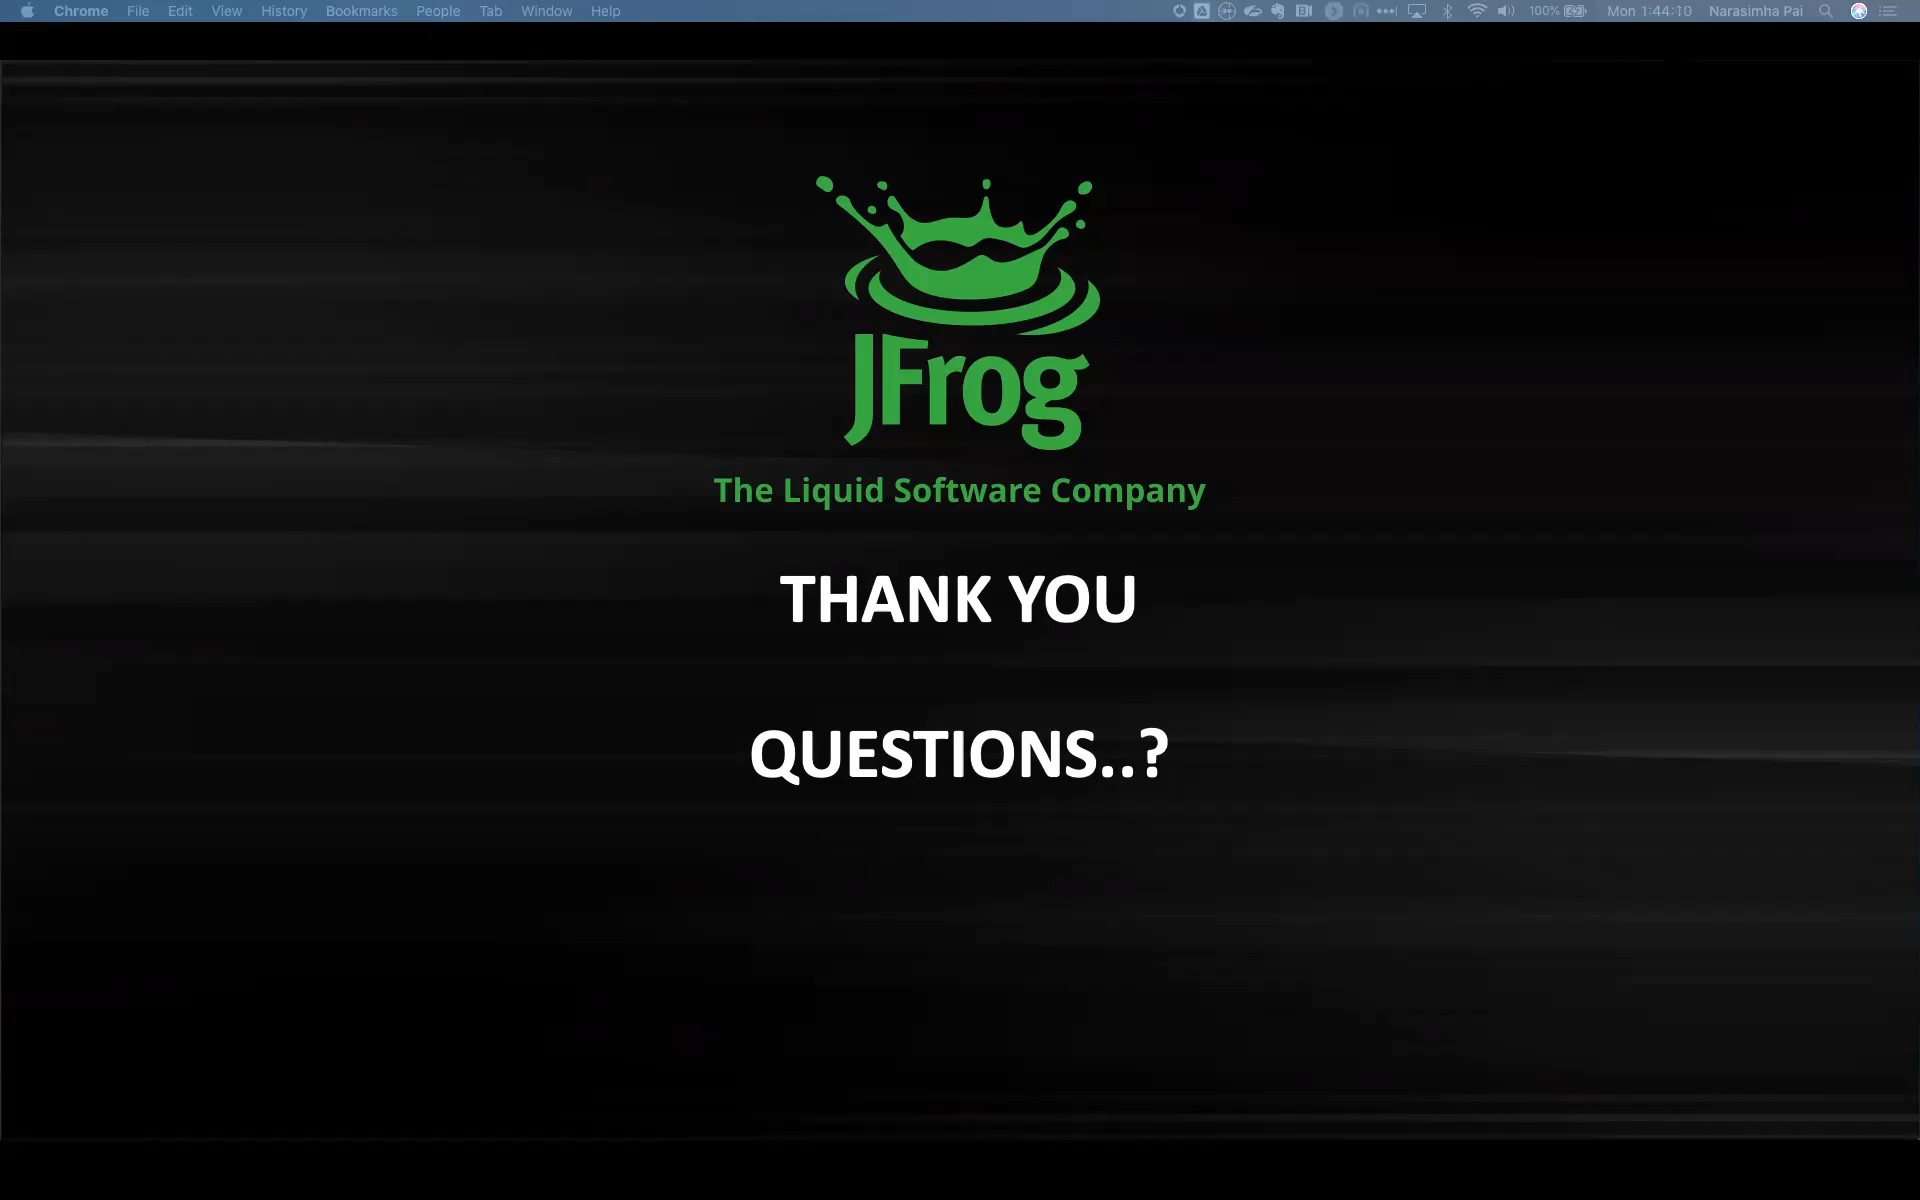 Chrome File Edit View History Bookmarks People Tab Window Help 100% Mon 1:44:10 Narasimha Pai
JFrog
The Liquid Software Company
THANK YOU
QUESTIONS..?